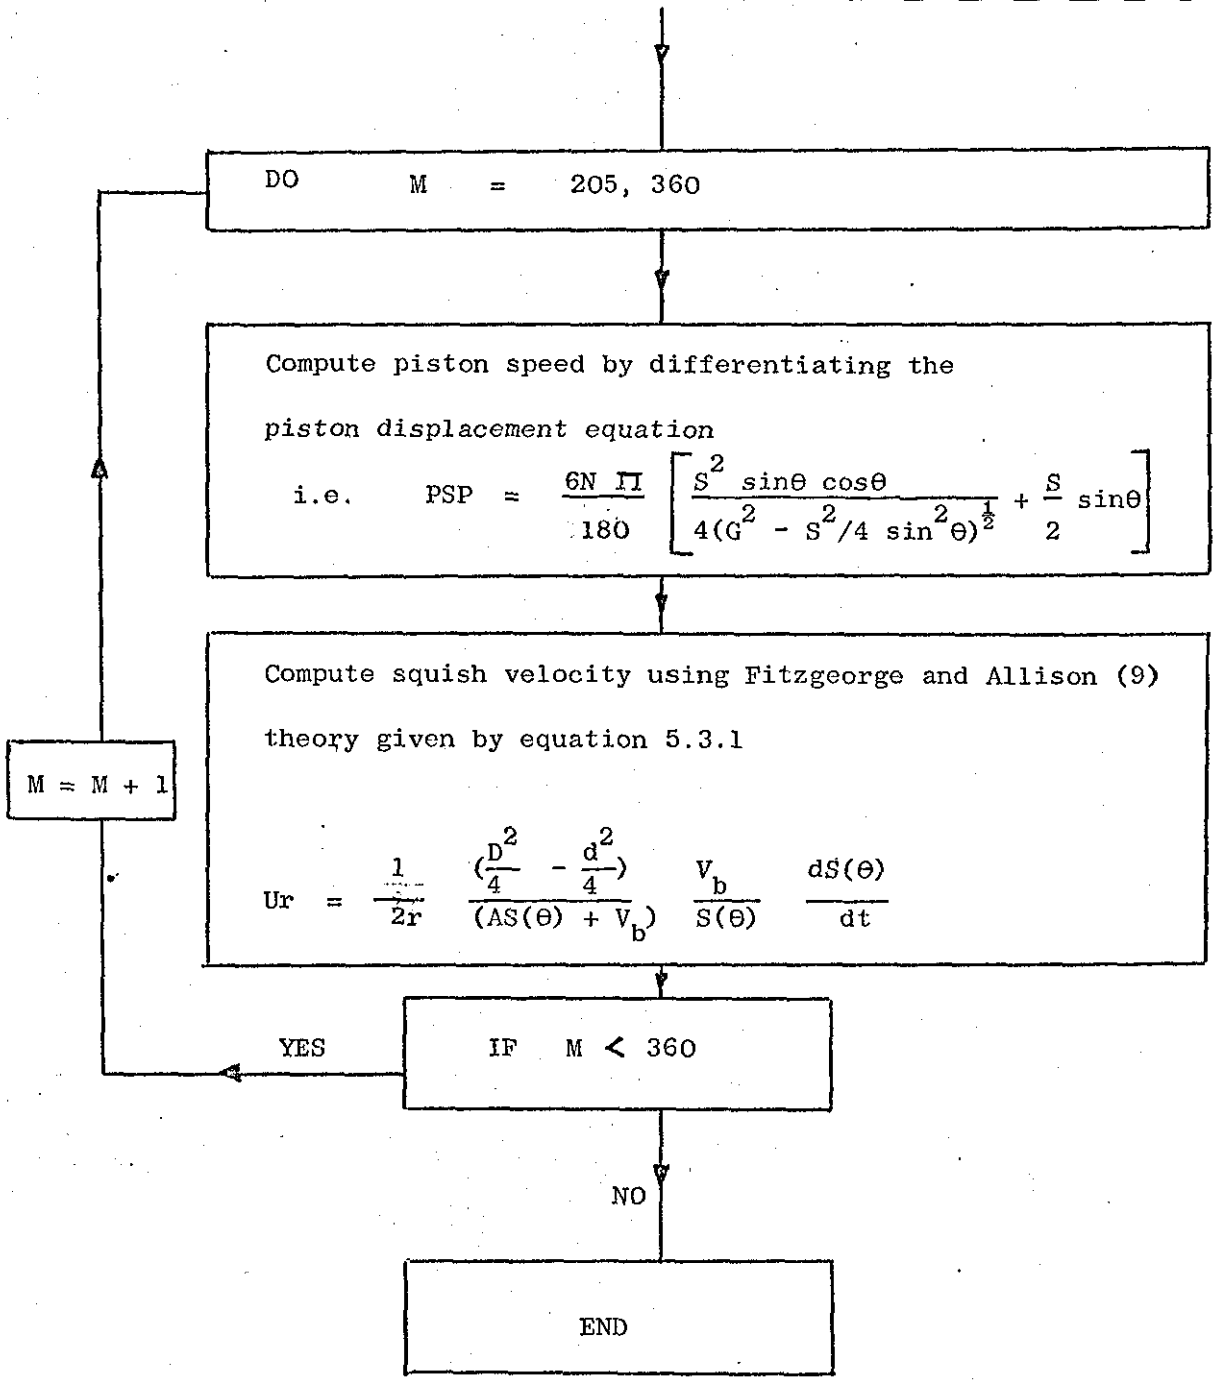 DO M = 205, 360
Compute piston speed by differentiating the
piston displacement equation
i.e. PSP = 6N Π / 180 [ S² sinθ cosθ / 4(G² - S²/4 sin²θ)^½ + S/2 sinθ ]
Compute squish velocity using Fitzgeorge and Allison (9)
theory given by equation 5.3.1
M = M + 1
Ur = 1/2r (D²/4 - d²/4) / (AS(θ) + V_b) V_b/S(θ) dS(θ)/dt
YES
IF M < 360
NO
END